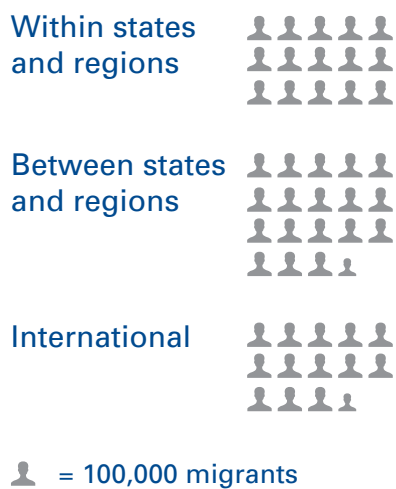 Within states
and regions
Between states
and regions
International
= 100,000 migrants